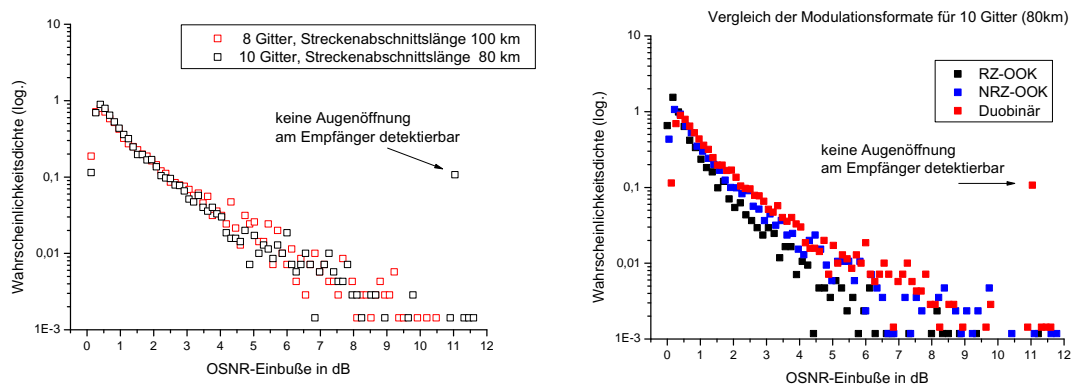 10
1
0,1
0,01
1E-3
Wahrscheinlichkeitsdichte (log.)
8 Gitter, Streckenabschnittslänge 100 km
10 Gitter, Streckenabschnittslänge 80 km
keine Augenöffnung
am Empfänger detektierbar
0 1 2 3 4 5 6 7 8 9 10 11 12
OSNR-Einbuße in dB
Vergleich der Modulationsformate für 10 Gitter (80km)
10
1
0,1
0,01
1E-3
Wahrscheinlichkeitsdichte (log.)
RZ-OOK
NRZ-OOK
Duobinär
keine Augenöffnung
am Empfänger detektierbar
0 1 2 3 4 5 6 7 8 9 10 11 12
OSNR-Einbuße in dB